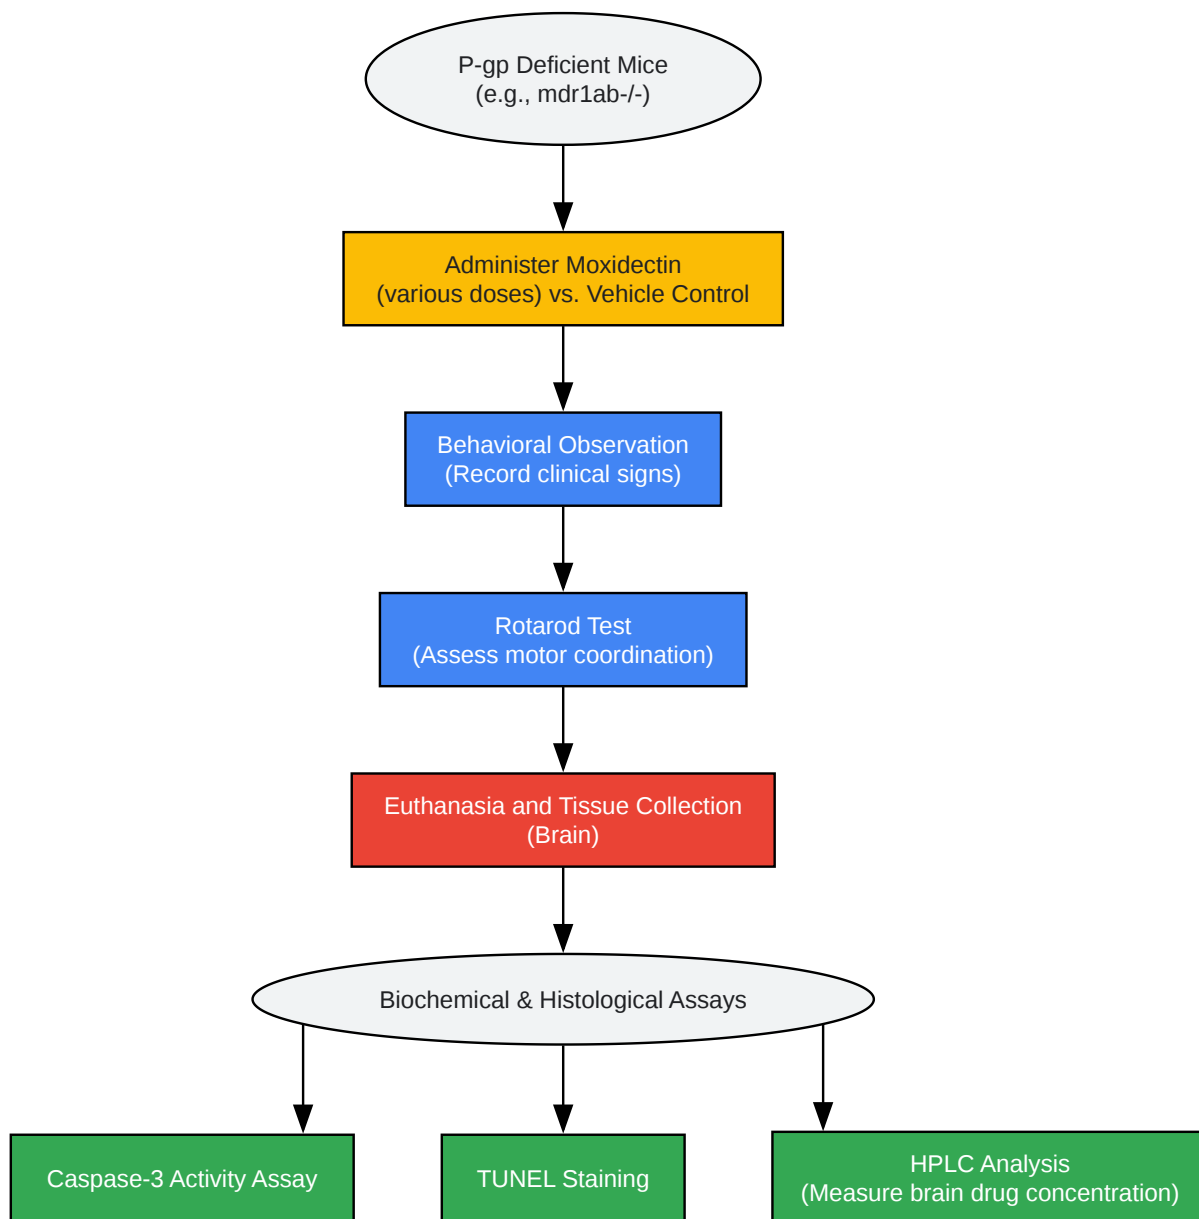 P-gp Deficient Mice
(e.g., mdr1ab-/-)
Administer Moxidectin
(various doses) vs. Vehicle Control
Behavioral Observation
(Record clinical signs)
Rotarod Test
(Assess motor coordination)
Euthanasia and Tissue Collection
(Brain)
Biochemical & Histological Assays
Caspase-3 Activity Assay
TUNEL Staining
HPLC Analysis
(Measure brain drug concentration)